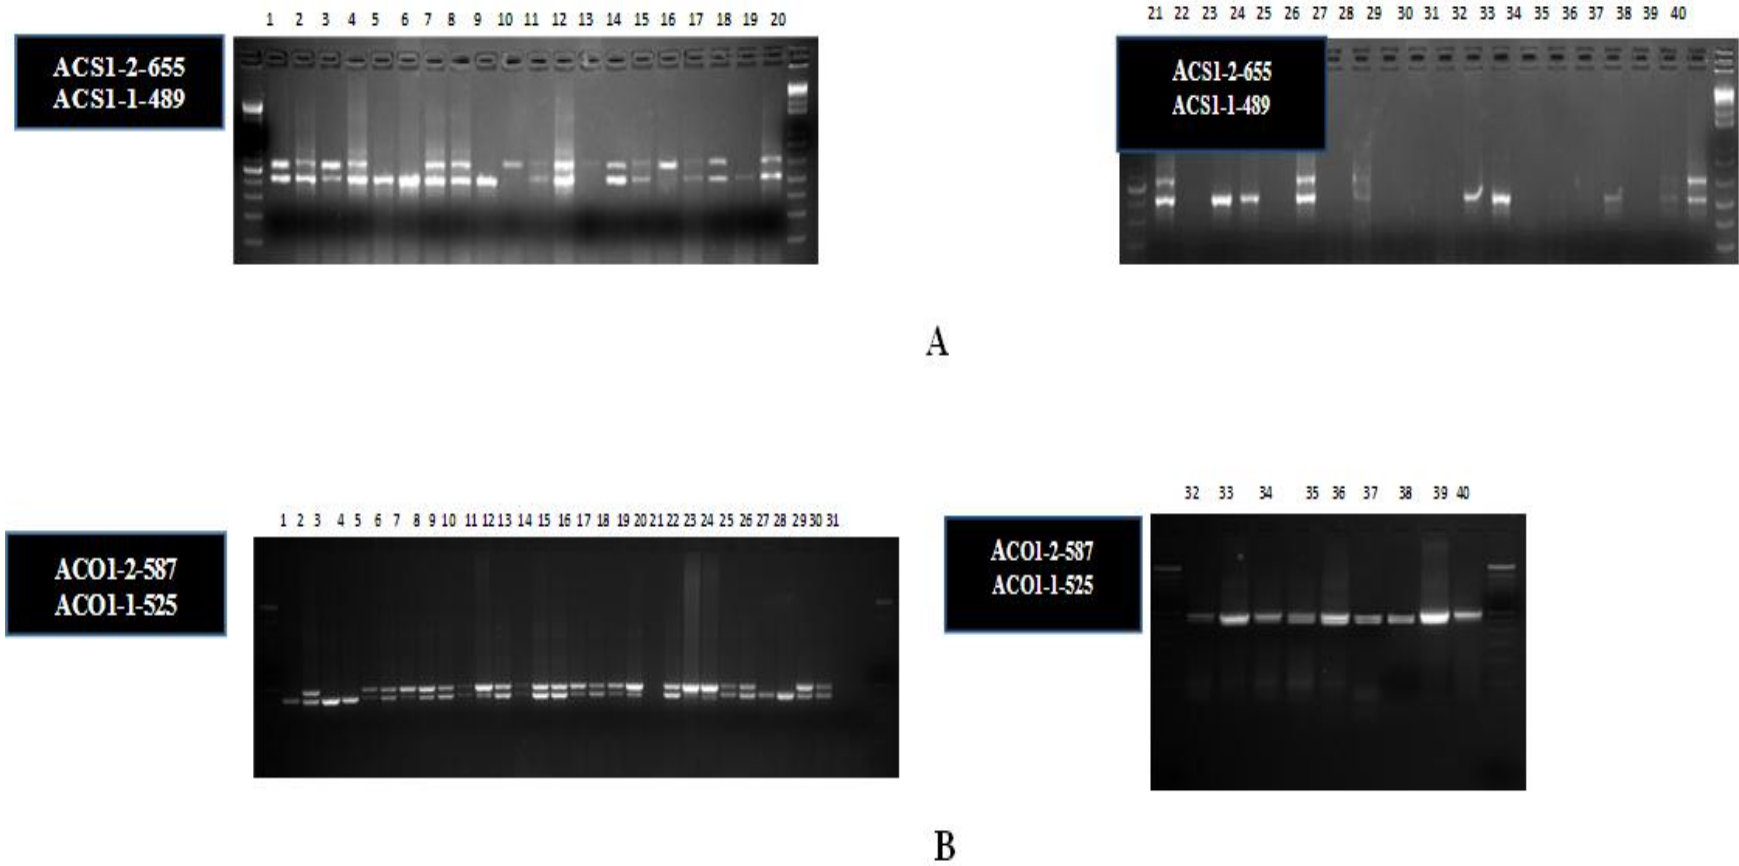 1 2 3 4 5 6 7 8 9 10 11 12 13 14 15 16 17 18 19 20
ACS1-2-655
ACS1-1-489
21 22 23 24 25 26 27 28 29 30 31 32 33 34 35 36 37 38 39 40
ACS1-2-655
ACS1-1-489
A
1 2 3 4 5 6 7 8 9 10 11 12 13 14 15 16 17 18 19 20 21 22 23 24 25 26 27 28 29 30 31
ACO1-2-587
ACO1-1-525
32 33 34 35 36 37 38 39 40
ACO1-2-587
ACO1-1-525
B